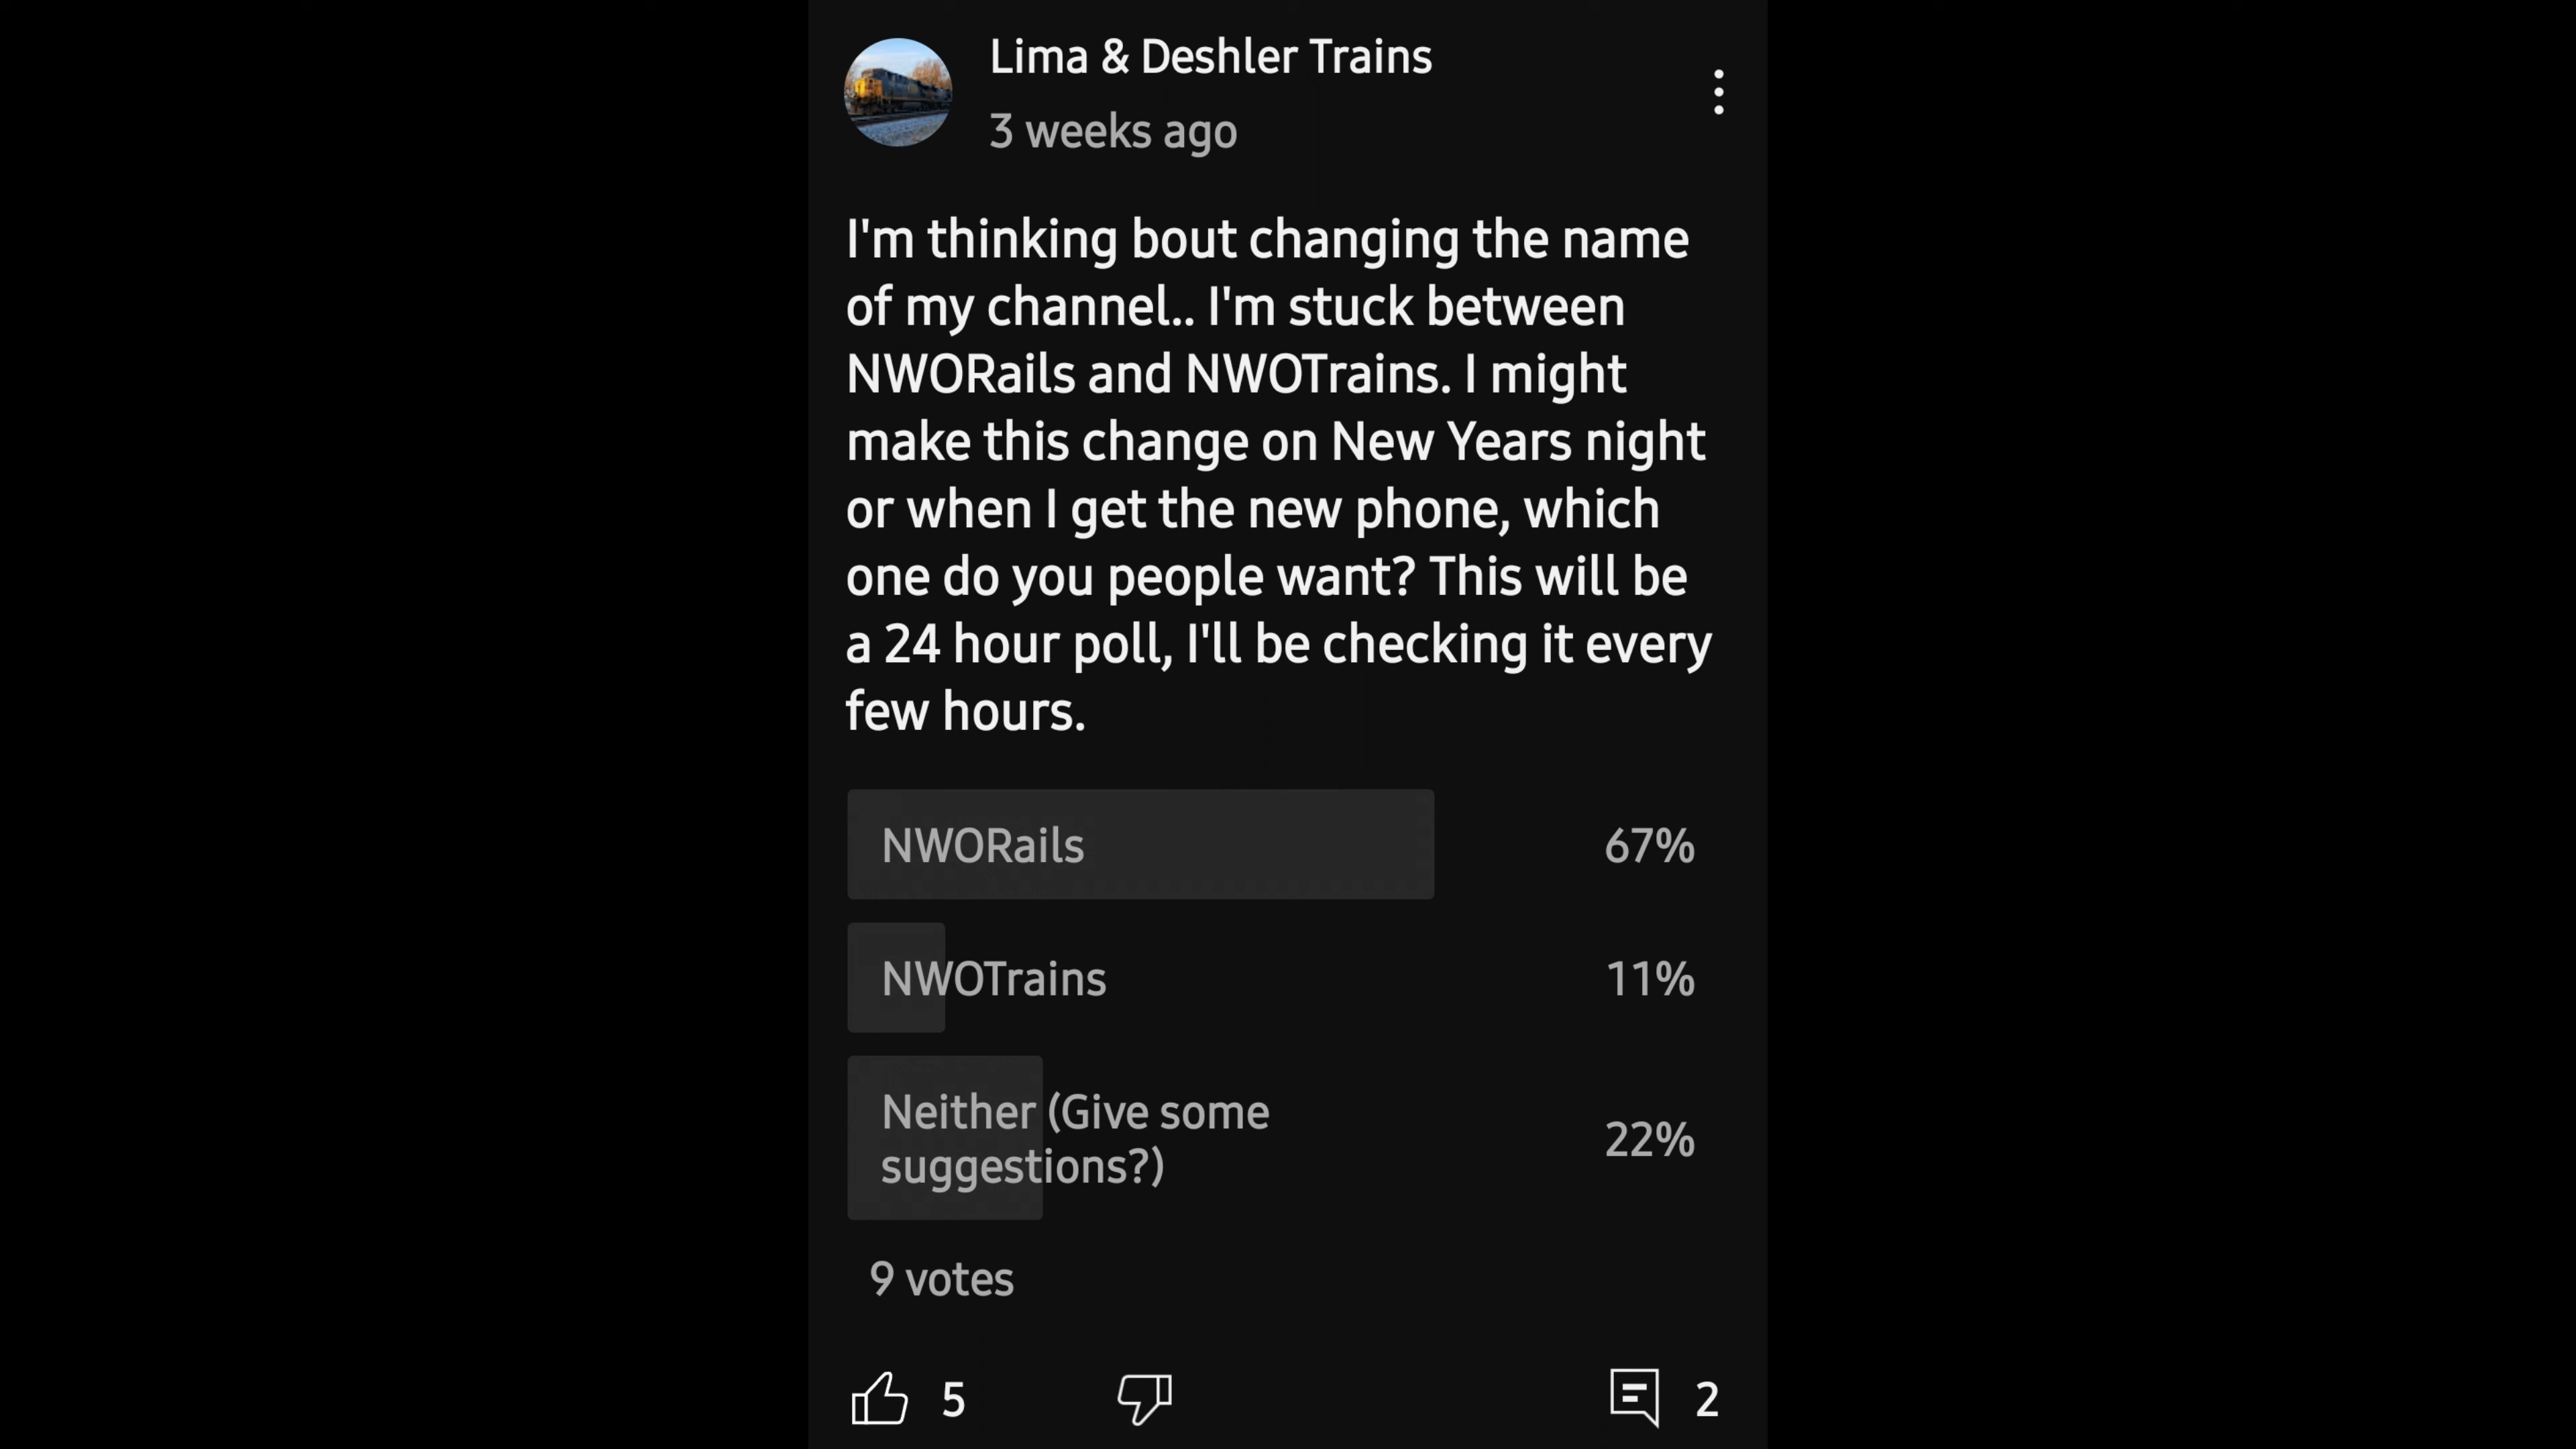 Lima & Deshler Trains
3 weeks ago
I'm thinking bout changing the name
of my channel.. I'm stuck between
NWORails and NWOTrains. I might
make this change on New Years night
or when I get the new phone, which
one do you people want? This will be
a 24 hour poll, I'll be checking it every
few hours.
NWORails 67%
NWOTrains 11%
Neither (Give some
suggestions?) 22%
9 votes
5 2